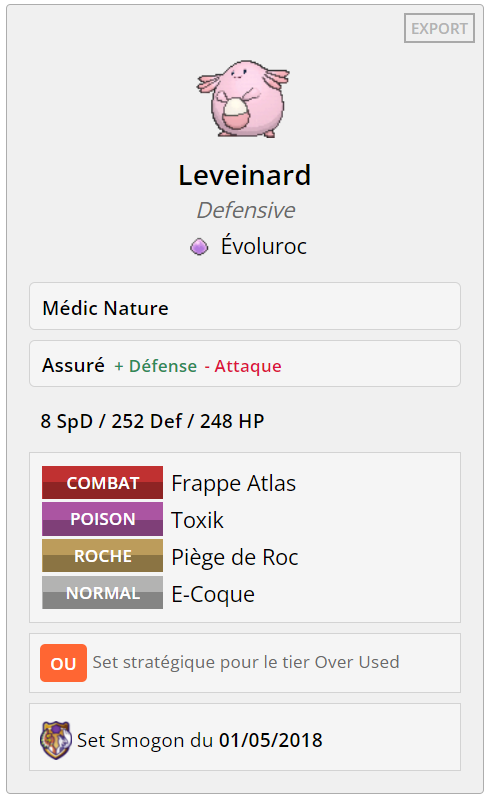 EXPORT
Leveinard
Defensive
Évoluroc
Médic Nature
Assuré + Défense - Attaque
8 SpD / 252 Def / 248 HP
COMBAT Frappe Atlas
POISON Toxik
ROCHE Piège de Roc
NORMAL E-Coque
OU Set stratégique pour le tier Over Used
Set Smogon du 01/05/2018